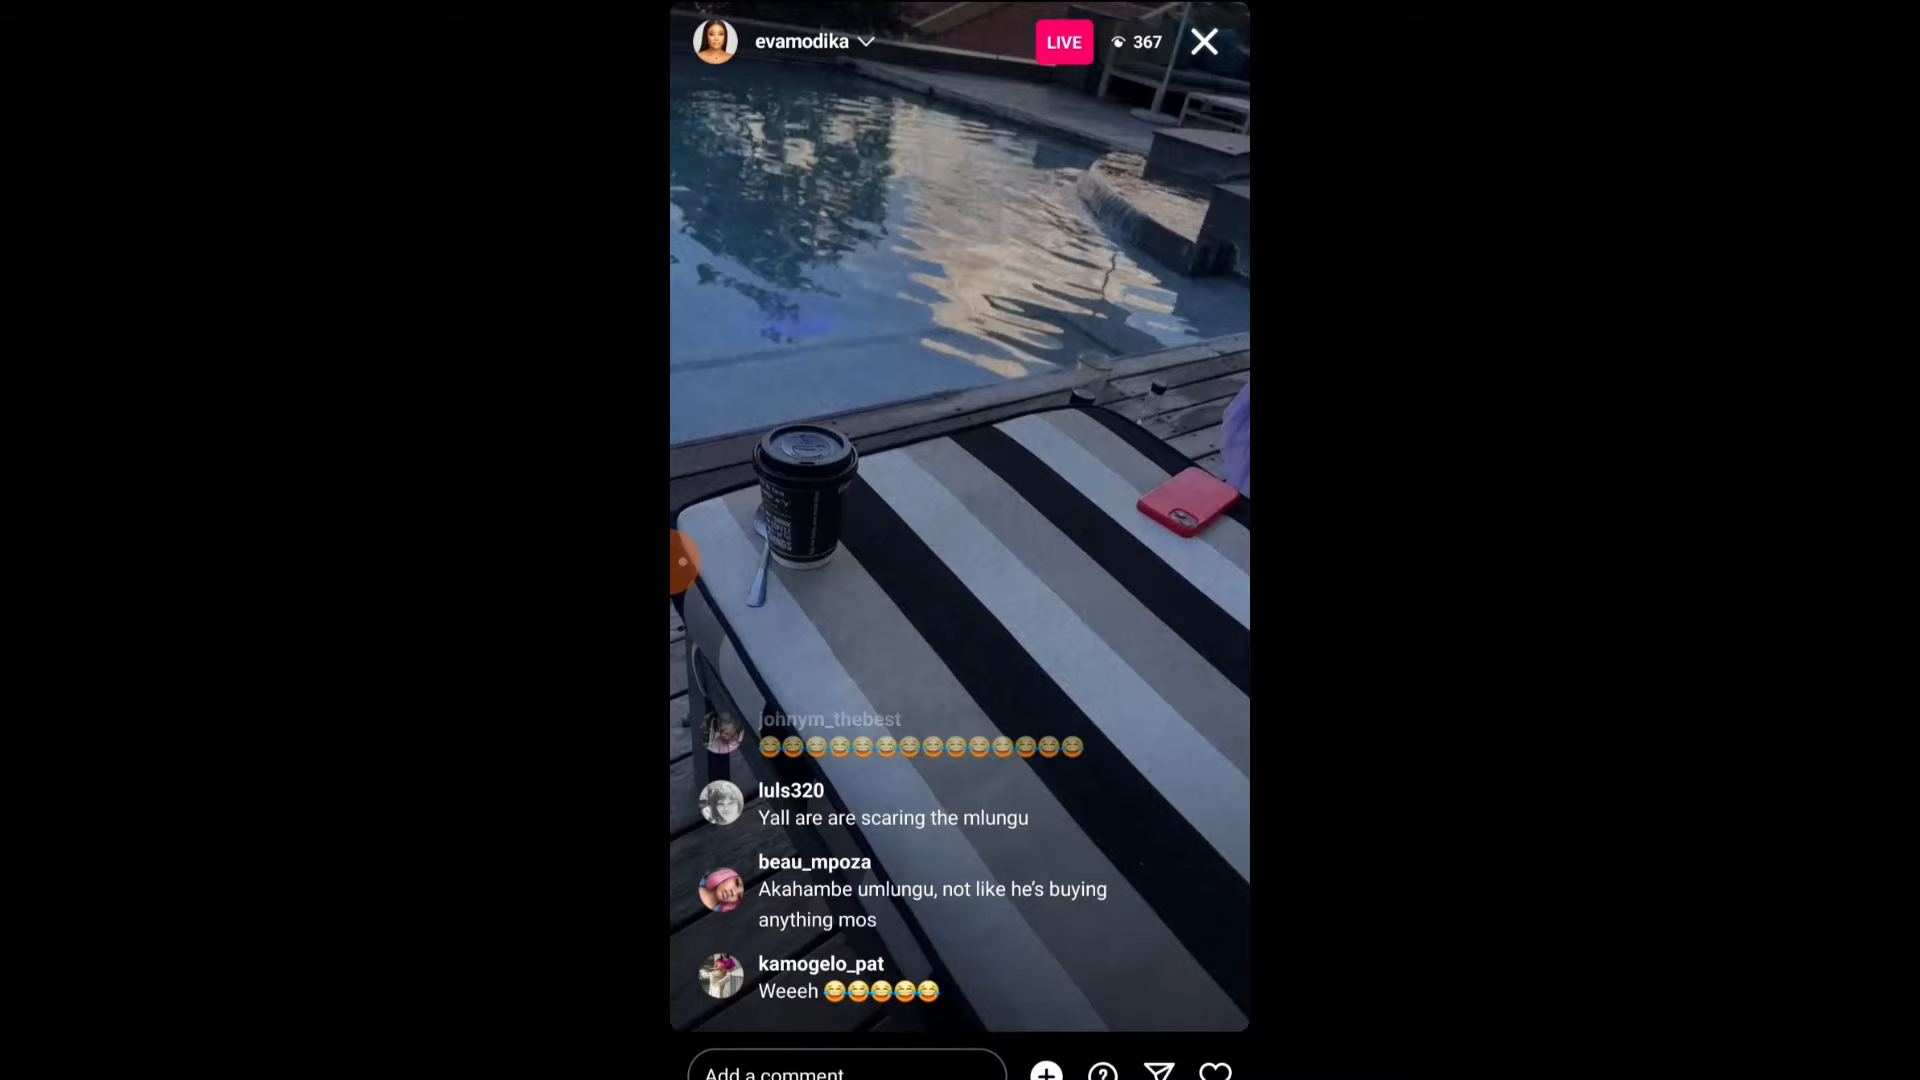 evamodika
LIVE
367
johnym_thebest
😂😂😂😂😂😂😂😂😂😂😂😂😂😂
luls320
Yall are are scaring the mlungu
beau_mpoza
Akahambe umlungu, not like he's buying
anything mos
kamogelo_pat
Weeeh 😂😂😂😂😂
Add a comment